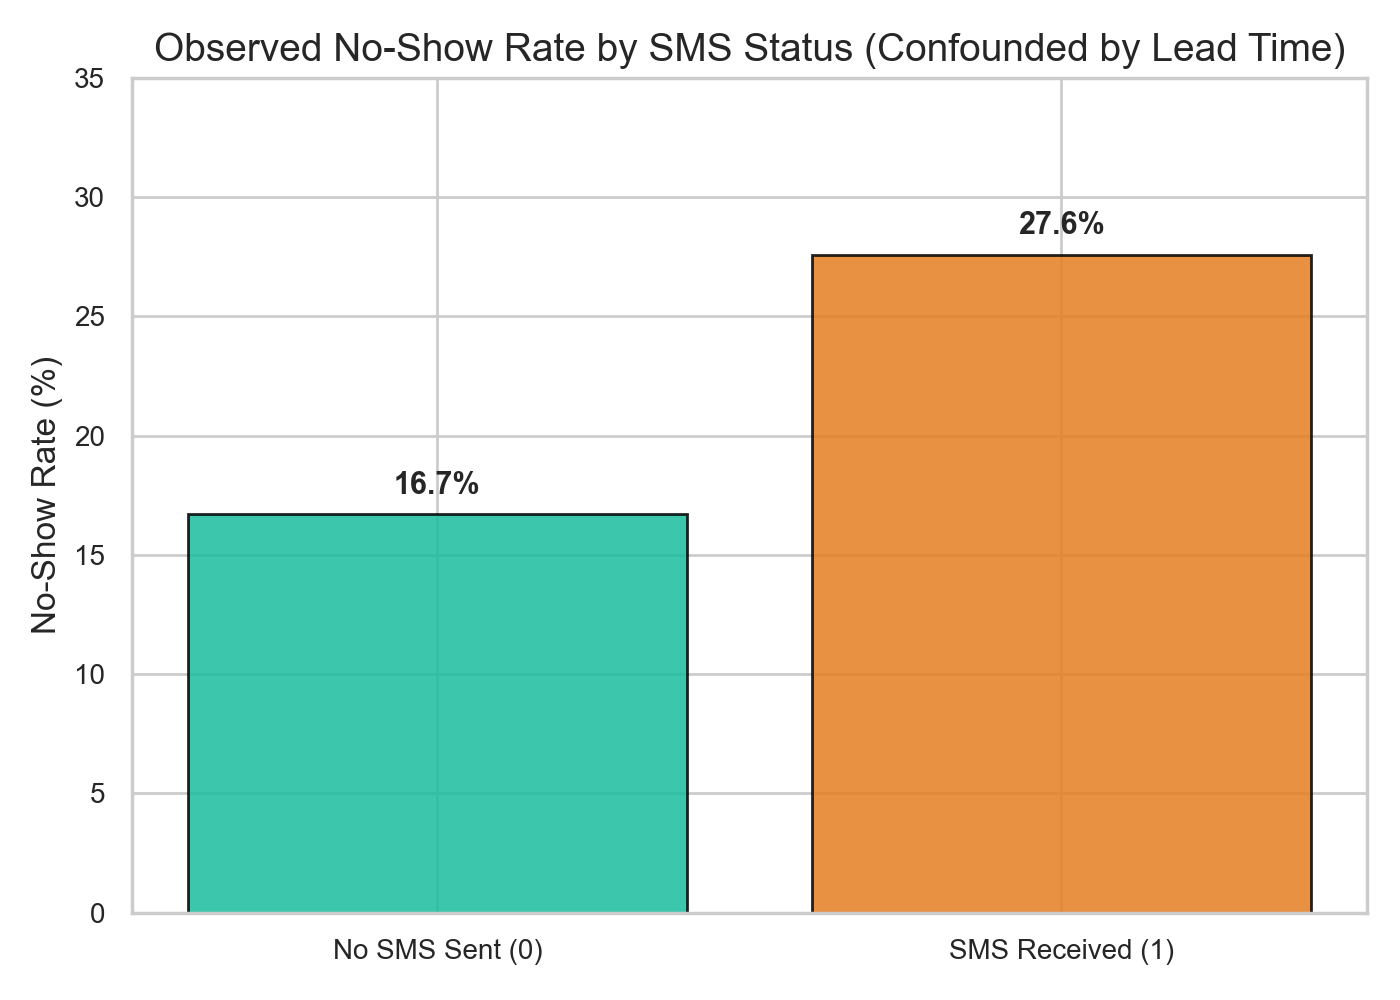 Observed No-Show Rate by SMS Status (Confounded by Lead Time)
35
30
25
20
15
10
5
0
No-Show Rate (%)
16.7%
27.6%
No SMS Sent (0)
SMS Received (1)